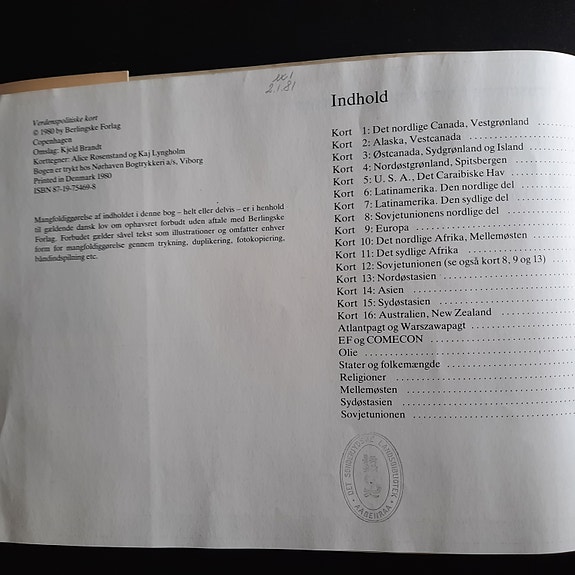 Verdenspolitiske kort
© 1980 by Berlingske Forlag
Copenhagen
Omslag: Kjeld Brandt
Korttegner: Alice Rosenstand og Kaj Lyngholm
Bogen er trykt hos Nørhaven Bogtrykkeri a/s, Viborg
Printed in Denmark 1980
ISBN 87-19-75469-8
Mangfoldiggørelse af indholdet i denne bog – helt eller delvis – er i henhold
til gældende dansk lov om ophavsret forbudt uden aftale med Berlingske
Forlag. Forbudet gælder såvel tekst som illustrationer og omfatter enhver
form for mangfoldiggørelse gennem trykning, duplikering, fotokopiering,
båndindspilning etc.
2.1.81
Indhold
Kort 1: Det nordlige Canada, Vestgrønland
Kort 2: Alaska, Vestcanada
Kort 3: Østcanada, Sydgrønland og Island
Kort 4: Nordøstgrønland, Spitsbergen
Kort 5: U. S. A., Det Caraibiske Hav
Kort 6: Latinamerika. Den nordlige del
Kort 7: Latinamerika. Den sydlige del
Kort 8: Sovjetunionens nordlige del
Kort 9: Europa
Kort 10: Det nordlige Afrika, Mellemøsten
Kort 11: Det sydlige Afrika
Kort 12: Sovjetunionen (se også kort 8, 9 og 13)
Kort 13: Nordøstasien
Kort 14: Asien
Kort 15: Sydøstasien
Kort 16: Australien, New Zealand
Atlantpagt og Warszawapagt
EF og COMECON
Olie
Stater og folkemængde
Religioner
Mellemøsten
Sydøstasien
Sovjetunionen
DET SØNDERJYDSKE LANDSBIBLIOTEK
AABENRAA